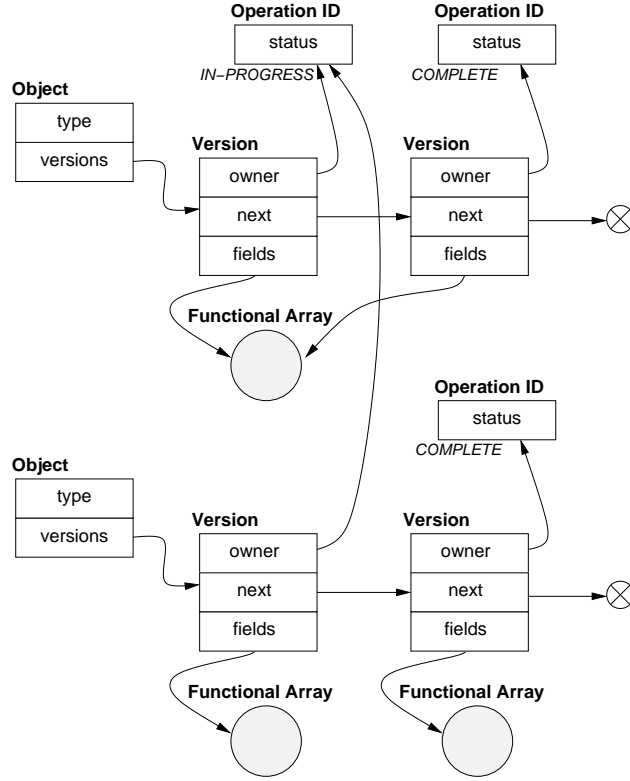 Operation ID
Operation ID
status
status
IN–PROGRESS
COMPLETE
Object
type
versions
Version
Version
owner
owner
next
next
fields
fields
Functional Array
Operation ID
status
COMPLETE
Object
type
versions
Version
Version
owner
owner
next
next
fields
fields
Functional Array
Functional Array